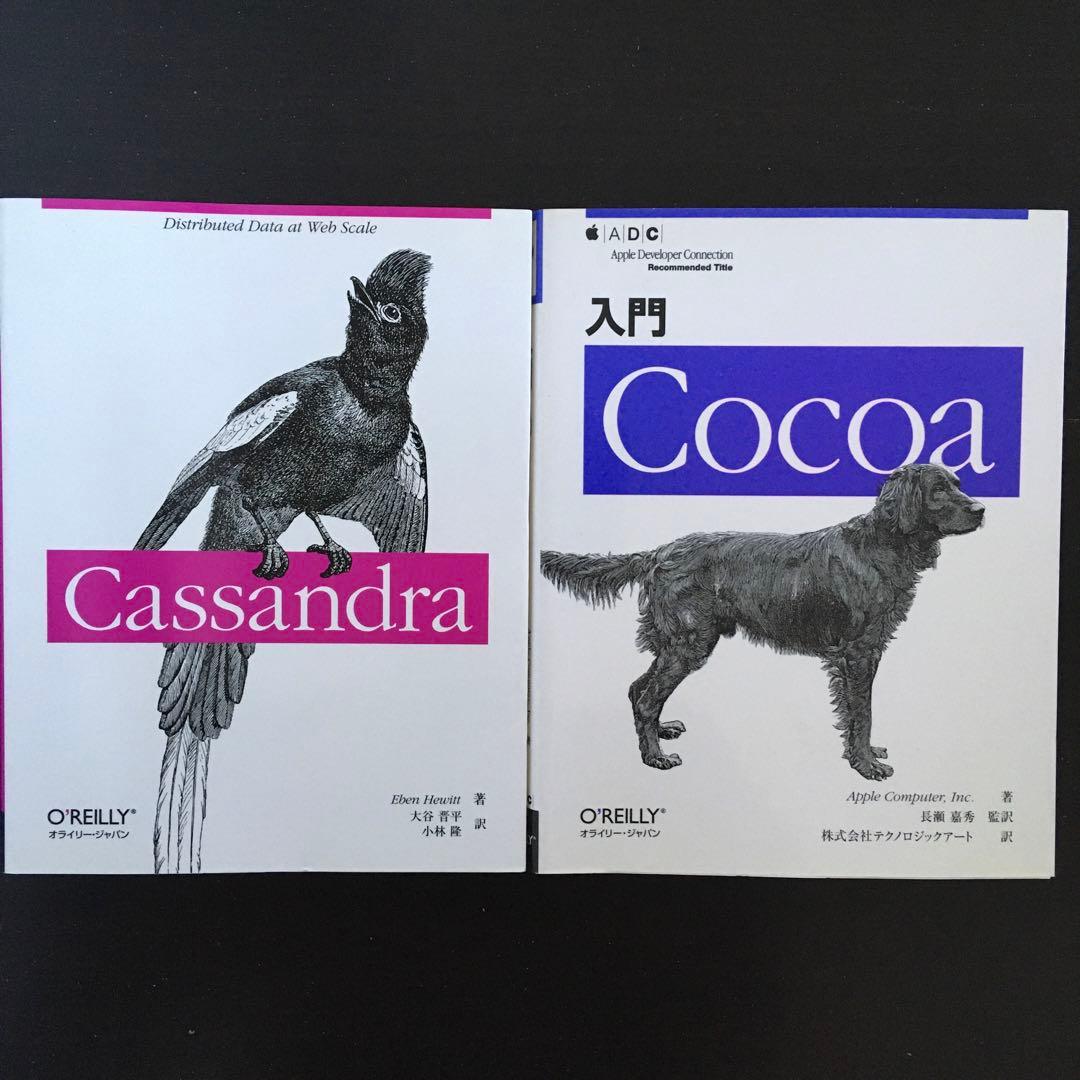 Distributed Data at Web Scale
Cassandra
Eben Hewitt 著
大谷 晋平
小林 隆 訳
O'REILLY®
オライリー・ジャパン
ADC
Apple Developer Connection
Recommended Title
入門
Cocoa
Apple Computer, Inc. 著
長瀬 嘉秀 監訳
株式会社テクノロジックアート 訳
O'REILLY®
オライリー・ジャパン